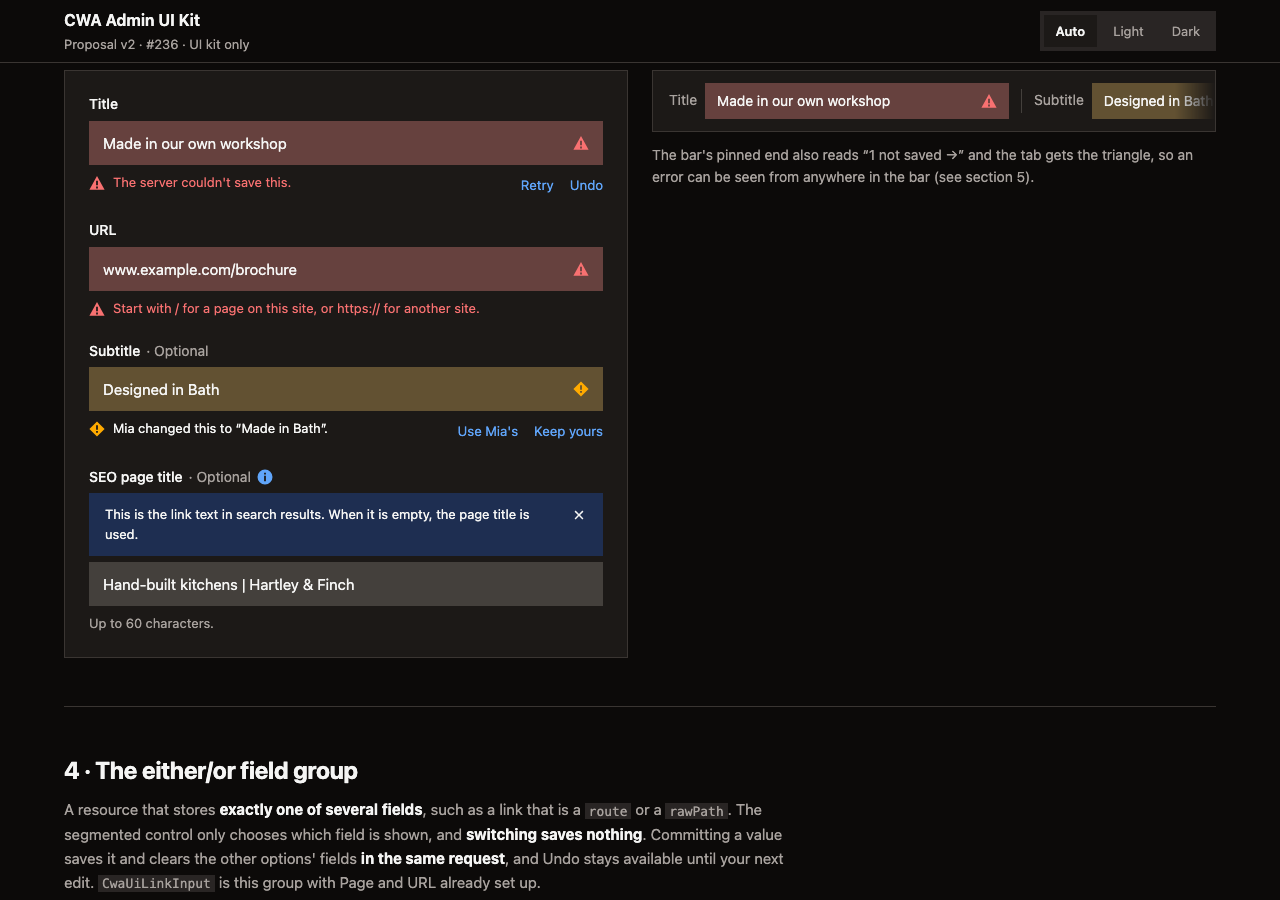 CWA Admin UI Kit
Proposal v2 · #236 · UI kit only
Auto
Light
Dark
Title
Made in our own workshop
The server couldn't save this.
Retry
Undo
URL
www.example.com/brochure
Start with / for a page on this site, or https:// for another site.
Subtitle · Optional
Designed in Bath
Mia changed this to “Made in Bath”.
Use Mia's
Keep yours
SEO page title · Optional
This is the link text in search results. When it is empty, the page title is
used.
Hand-built kitchens | Hartley & Finch
Up to 60 characters.
Title
Made in our own workshop
Subtitle
Designed in Bath
The bar's pinned end also reads “1 not saved →” and the tab gets the triangle, so an
error can be seen from anywhere in the bar (see section 5).
4 · The either/or field group
A resource that stores exactly one of several fields, such as a link that is a route or a rawPath. The
segmented control only chooses which field is shown, and switching saves nothing. Committing a value
saves it and clears the other options' fields in the same request, and Undo stays available until your next
edit. CwaUiLinkInput is this group with Page and URL already set up.